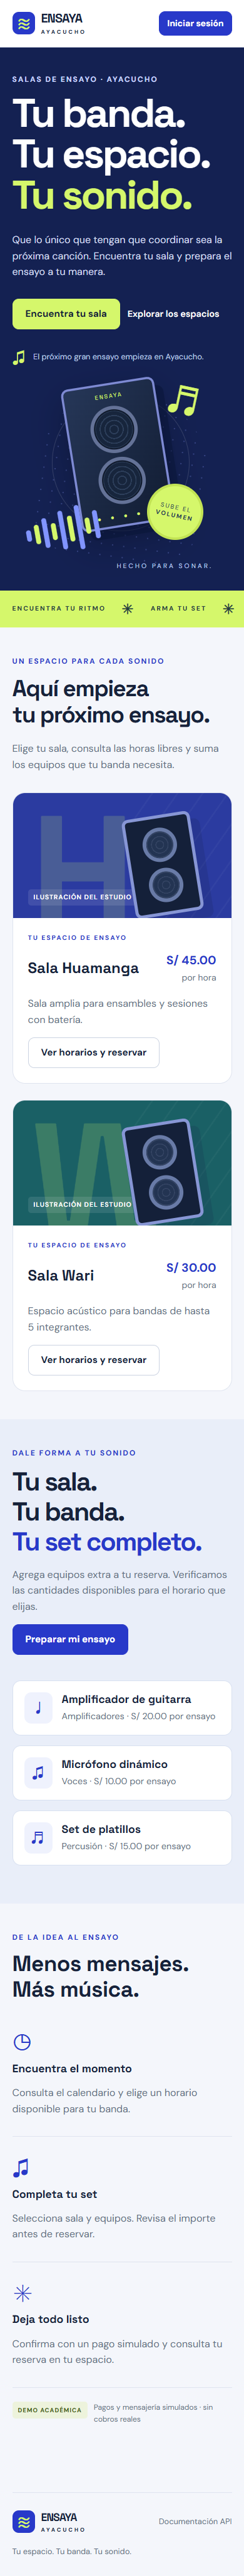 ENSAYA
AYACUCHO
Iniciar sesión
SALAS DE ENSAYO · AYACUCHO
Tu banda.
Tu espacio.
Tu sonido.
Que lo único que tengan que coordinar sea la
próxima canción. Encuentra tu sala y prepara el
ensayo a tu manera.
Encuentra tu sala
Explorar los espacios
El próximo gran ensayo empieza en Ayacucho.
ENSAYA
SUBE EL
VOLUMEN
HECHO PARA SONAR.
ENCUENTRA TU RITMO
ARMA TU SET
UN ESPACIO PARA CADA SONIDO
Aquí empieza
tu próximo ensayo.
Elige tu sala, consulta las horas libres y suma
los equipos que tu banda necesita.
H
ILUSTRACIÓN DEL ESTUDIO
TU ESPACIO DE ENSAYO
Sala Huamanga
S/ 45.00
por hora
Sala amplia para ensambles y sesiones
con batería.
Ver horarios y reservar
W
ILUSTRACIÓN DEL ESTUDIO
TU ESPACIO DE ENSAYO
Sala Wari
S/ 30.00
por hora
Espacio acústico para bandas de hasta
5 integrantes.
Ver horarios y reservar
DALE FORMA A TU SONIDO
Tu sala.
Tu banda.
Tu set completo.
Agrega equipos extra a tu reserva. Verificamos
las cantidades disponibles para el horario que
elijas.
Preparar mi ensayo
Amplificador de guitarra
Amplificadores · S/ 20.00 por ensayo
Micrófono dinámico
Voces · S/ 10.00 por ensayo
Set de platillos
Percusión · S/ 15.00 por ensayo
DE LA IDEA AL ENSAYO
Menos mensajes.
Más música.
Encuentra el momento
Consulta el calendario y elige un horario
disponible para tu banda.
Completa tu set
Selecciona sala y equipos. Revisa el importe
antes de reservar.
Deja todo listo
Confirma con un pago simulado y consulta tu
reserva en tu espacio.
DEMO ACADÉMICA
Pagos y mensajería simulados · sin
cobros reales
ENSAYA
AYACUCHO
Documentación API
Tu espacio. Tu banda. Tu sonido.